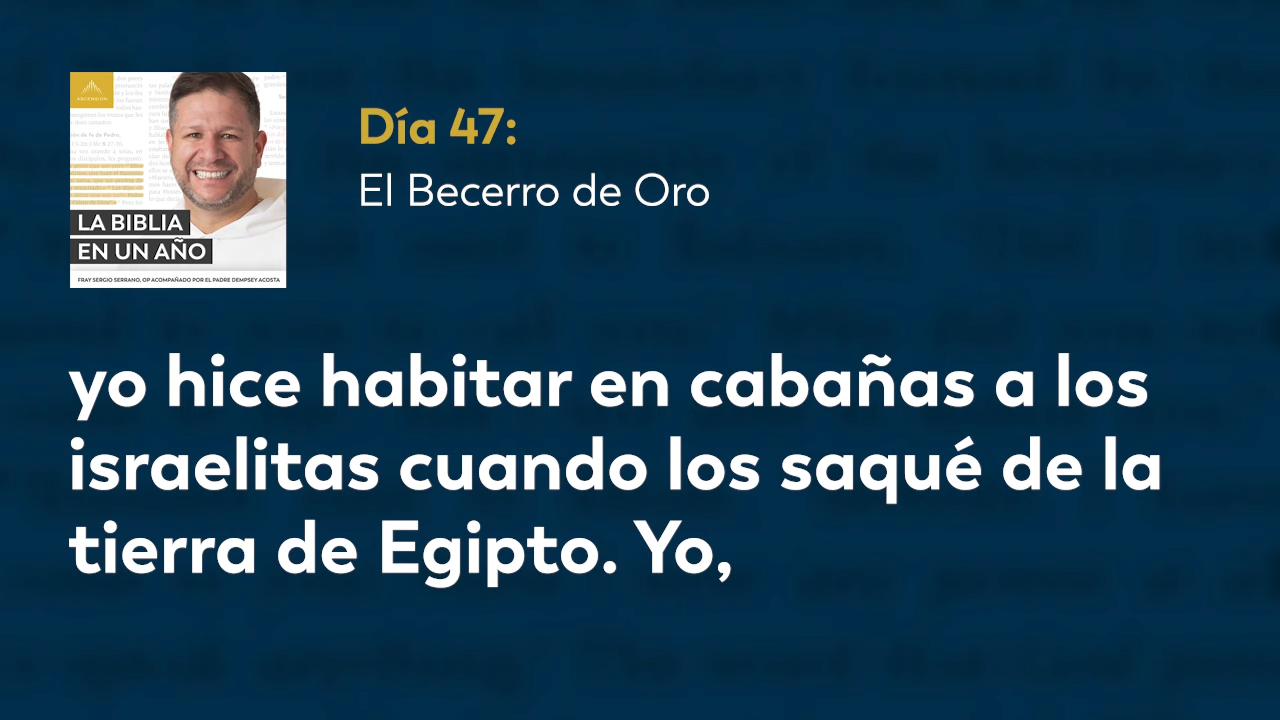 ASCENSION
LA BIBLIA
EN UN AÑO
FRAY SERGIO SERRANO, OP ACOMPAÑADO POR EL PADRE DEMPSEY ACOSTA
Día 47:
El Becerro de Oro
yo hice habitar en cabañas a los
israelitas cuando los saqué de la
tierra de Egipto. Yo,